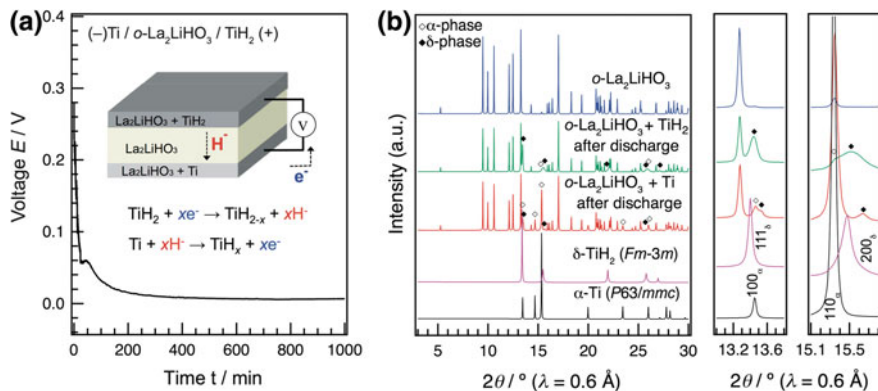 (a)
(–)Ti / o-La₂LiHO₃ / TiH₂ (+)
La₂LiHO₃ + TiH₂
La₂LiHO₃
H⁻
La₂LiHO₃ + Ti
V
e⁻
TiH₂ + xe⁻ → TiH₂₋ₓ + xH⁻
Ti + xH⁻ → TiHₓ + xe⁻
Voltage E / V
0.4
0.3
0.2
0.1
0.0
0 200 400 600 800 1000
Time t / min
(b)
◇α-phase
◆δ-phase
o-La₂LiHO₃
o-La₂LiHO₃ + TiH₂
after discharge
o-La₂LiHO₃ + Ti
after discharge
δ-TiH₂ (Fm-3m)
α-Ti (P63/mmc)
Intensity (a.u.)
5 10 15 20 25 30
2θ / ° (λ = 0.6 Å)
100α
111δ
13.2 13.6
110α
200δ
15.1 15.5
2θ / ° (λ = 0.6 Å)